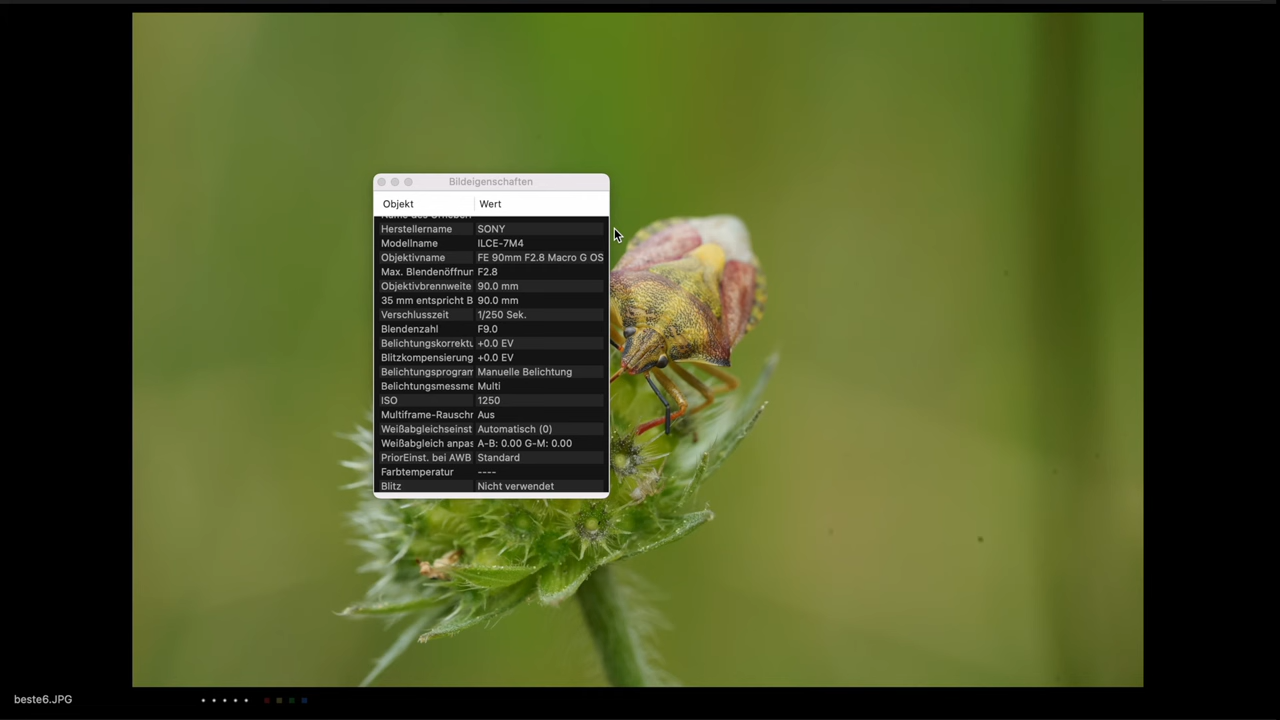 Bildeigenschaften
Objekt Wert
Herstellername SONY
Modellname ILCE-7M4
Objektivname FE 90mm F2.8 Macro G OS
Max. Blendenöffnun F2.8
Objektivbrennweite 90.0 mm
35 mm entspricht B 90.0 mm
Verschlusszeit 1/250 Sek.
Blendenzahl F9.0
Belichtungskorrektu +0.0 EV
Blitzkompensierung +0.0 EV
Belichtungsprogram Manuelle Belichtung
Belichtungsmessme Multi
ISO 1250
Multiframe-Rauschr Aus
Weißabgleichseinst Automatisch (0)
Weißabgleich anpas A-B: 0.00 G-M: 0.00
PriorEinst. bei AWB Standard
Farbtemperatur ----
Blitz Nicht verwendet
beste6.JPG